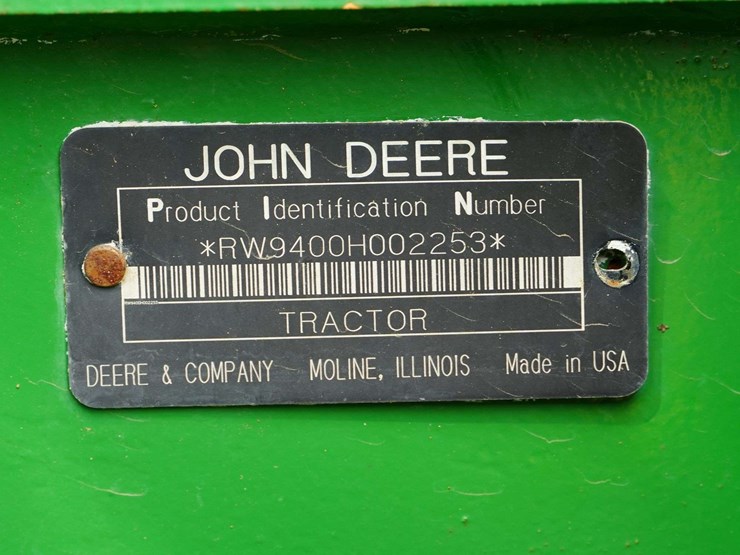 JOHN DEERE
Product Identification Number
*RW9400H002253*
TRACTOR
DEERE & COMPANY MOLINE, ILLINOIS Made in USA